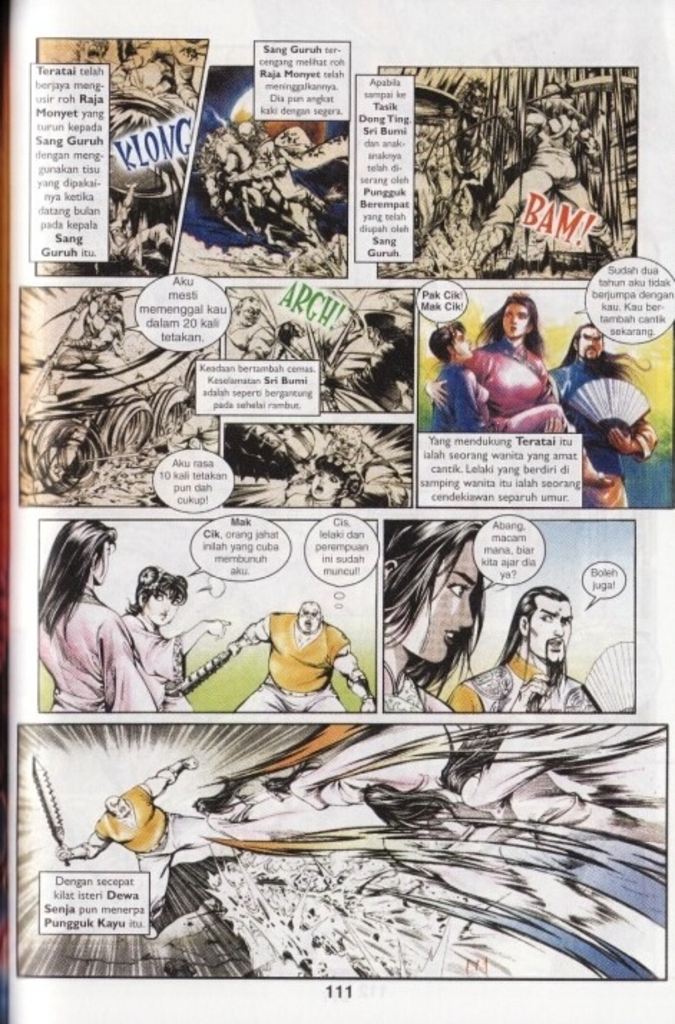 Teratai telah
berjaya meng-
usir roh Raja
Monyet yang
turun kepada
Sang Guruh
dengan meng-
gunakan tisu
yang dipakai-
nya ketika
datang bulan
pada kepala
Sang
Guruh itu.
KLONG
Sang Guruh ter-
cengang melihat roh
Raja Monyet telah
meninggalkannya.
Dia pun angkat
kaki dengan segera.
Apabila
sampai ke
Tasik
Dong Ting,
Sri Bumi
dan anak-
anaknya
telah di-
serang oleh
Pungguk
Berempat
yang telah
diupah oleh
Sang
Guruh.
BAM!
Aku
mesti
memenggal kau
dalam 20 kali
tetakan.
ARGH!
Keadaan bertambah cemas.
Keselamatan Sri Bumi
adalah seperti bergantung
pada sehelai rambut.
Aku rasa
10 kali tetakan
pun dah
cukup!
Pak Cik!
Mak Cik!
Sudah dua
tahun aku tidak
berjumpa dengan
kau. Kau ber-
tambah cantik
sekarang.
Yang mendukung Teratai itu
ialah seorang wanita yang amat
cantik. Lelaki yang berdiri di
samping wanita itu ialah seorang
cendekiawan separuh umur.
Mak
Cik, orang jahat
inilah yang cuba
membunuh
aku.
Cis,
lelaki dan
perempuan
ini sudah
muncul!
Abang,
macam
mana, biar
kita ajar dia
ya?
Boleh
juga!
Dengan secepat
kilat isteri Dewa
Senja pun menerpa
Pungguk Kayu itu.
111